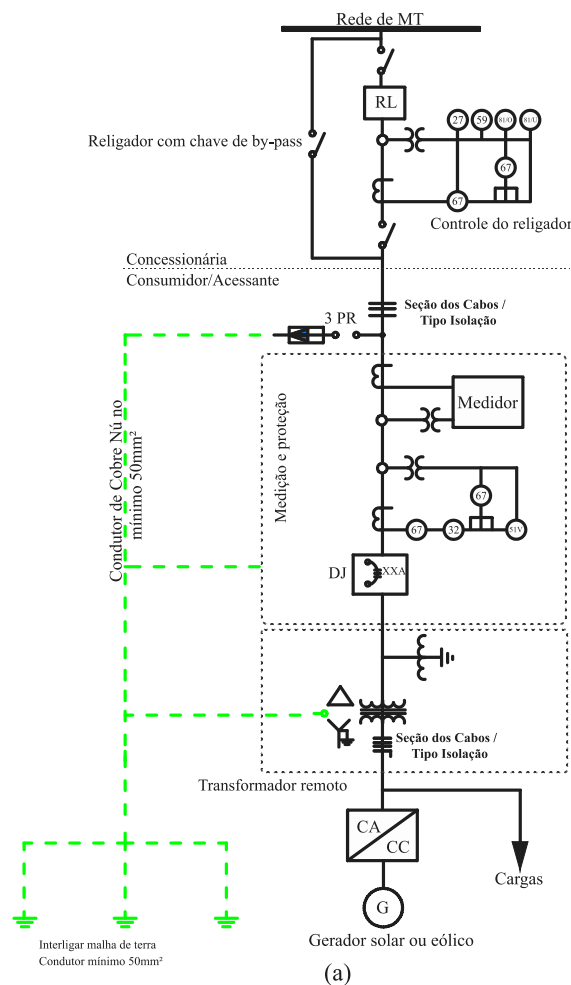 Rede de MT
RL
27
59
81/O
81/U
Religador com chave de by-pass
67
67
Controle do religador
Concessionária
Consumidor/Acessante
Seção dos Cabos /
Tipo Isolação
3 PR
Condutor de Cobre Nú no
mínimo 50mm²
Medição e proteção
Medidor
67
67
32
51V
DJ
XXA
Seção dos Cabos /
Tipo Isolação
Transformador remoto
CA
CC
Cargas
G
Gerador solar ou eólico
Interligar malha de terra
Condutor mínimo 50mm²
(a)